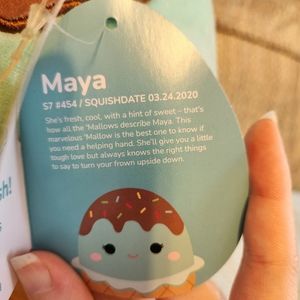 Maya
S7 #454 / SQUISHDATE 03.24.2020
She's fresh, cool, with a hint of sweet – that's
how all the 'Mallows describe Maya. This
marvelous 'Mallow is the best one to know if
you need a helping hand. She'll give you a little
tough love but always knows the right things
to say to turn your frown upside down.